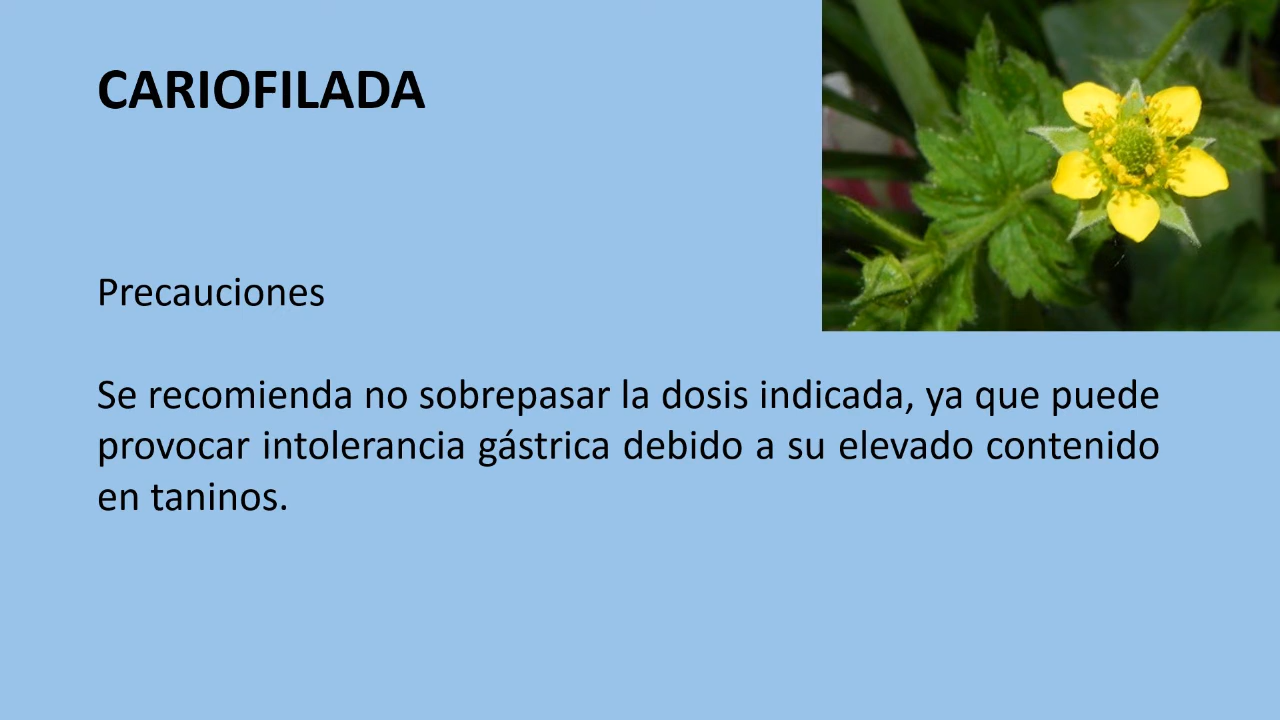 CARIOFILADA
Precauciones
Se recomienda no sobrepasar la dosis indicada, ya que puede
provocar intolerancia gástrica debido a su elevado contenido
en taninos.